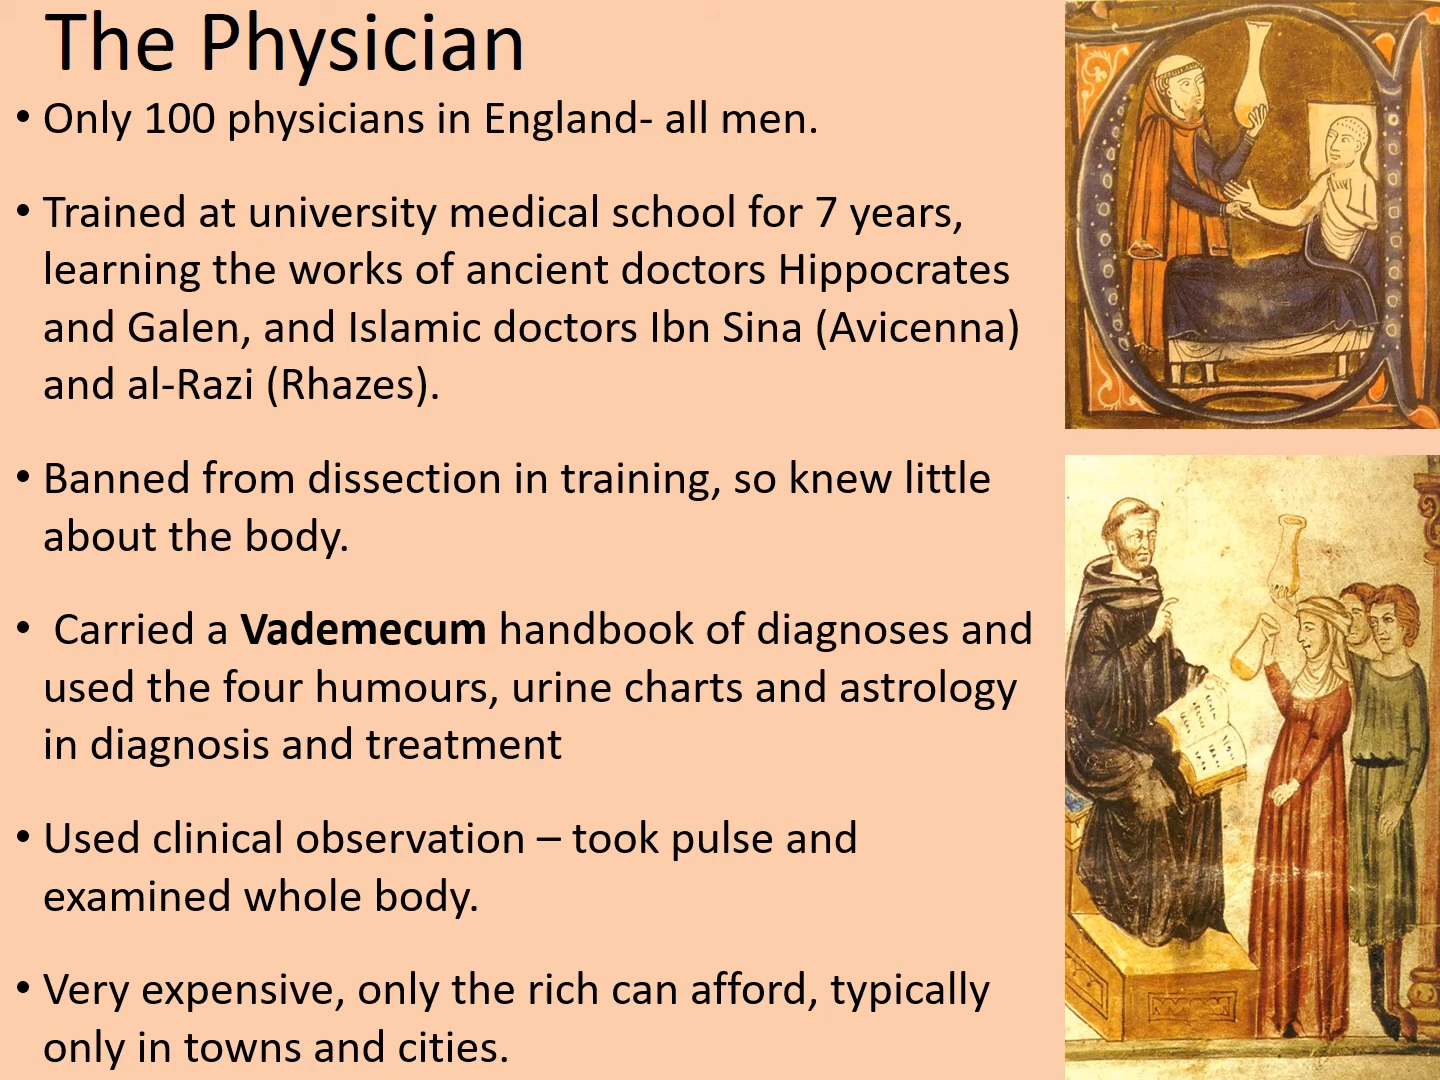 The Physician
• Only 100 physicians in England- all men.
• Trained at university medical school for 7 years,
learning the works of ancient doctors Hippocrates
and Galen, and Islamic doctors Ibn Sina (Avicenna)
and al-Razi (Rhazes).
• Banned from dissection in training, so knew little
about the body.
• Carried a Vademecum handbook of diagnoses and
used the four humours, urine charts and astrology
in diagnosis and treatment
• Used clinical observation – took pulse and
examined whole body.
• Very expensive, only the rich can afford, typically
only in towns and cities.